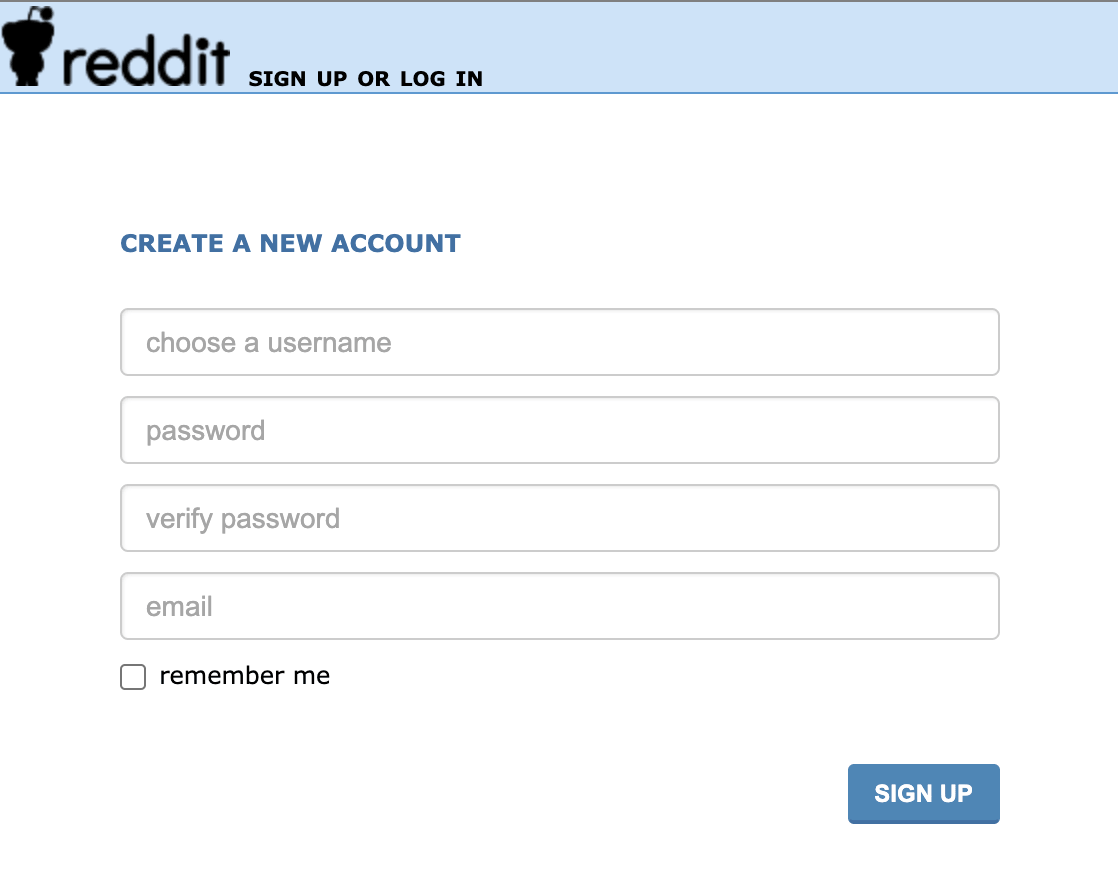 reddit SIGN UP OR LOG IN
CREATE A NEW ACCOUNT
choose a username
password
verify password
email
remember me
SIGN UP